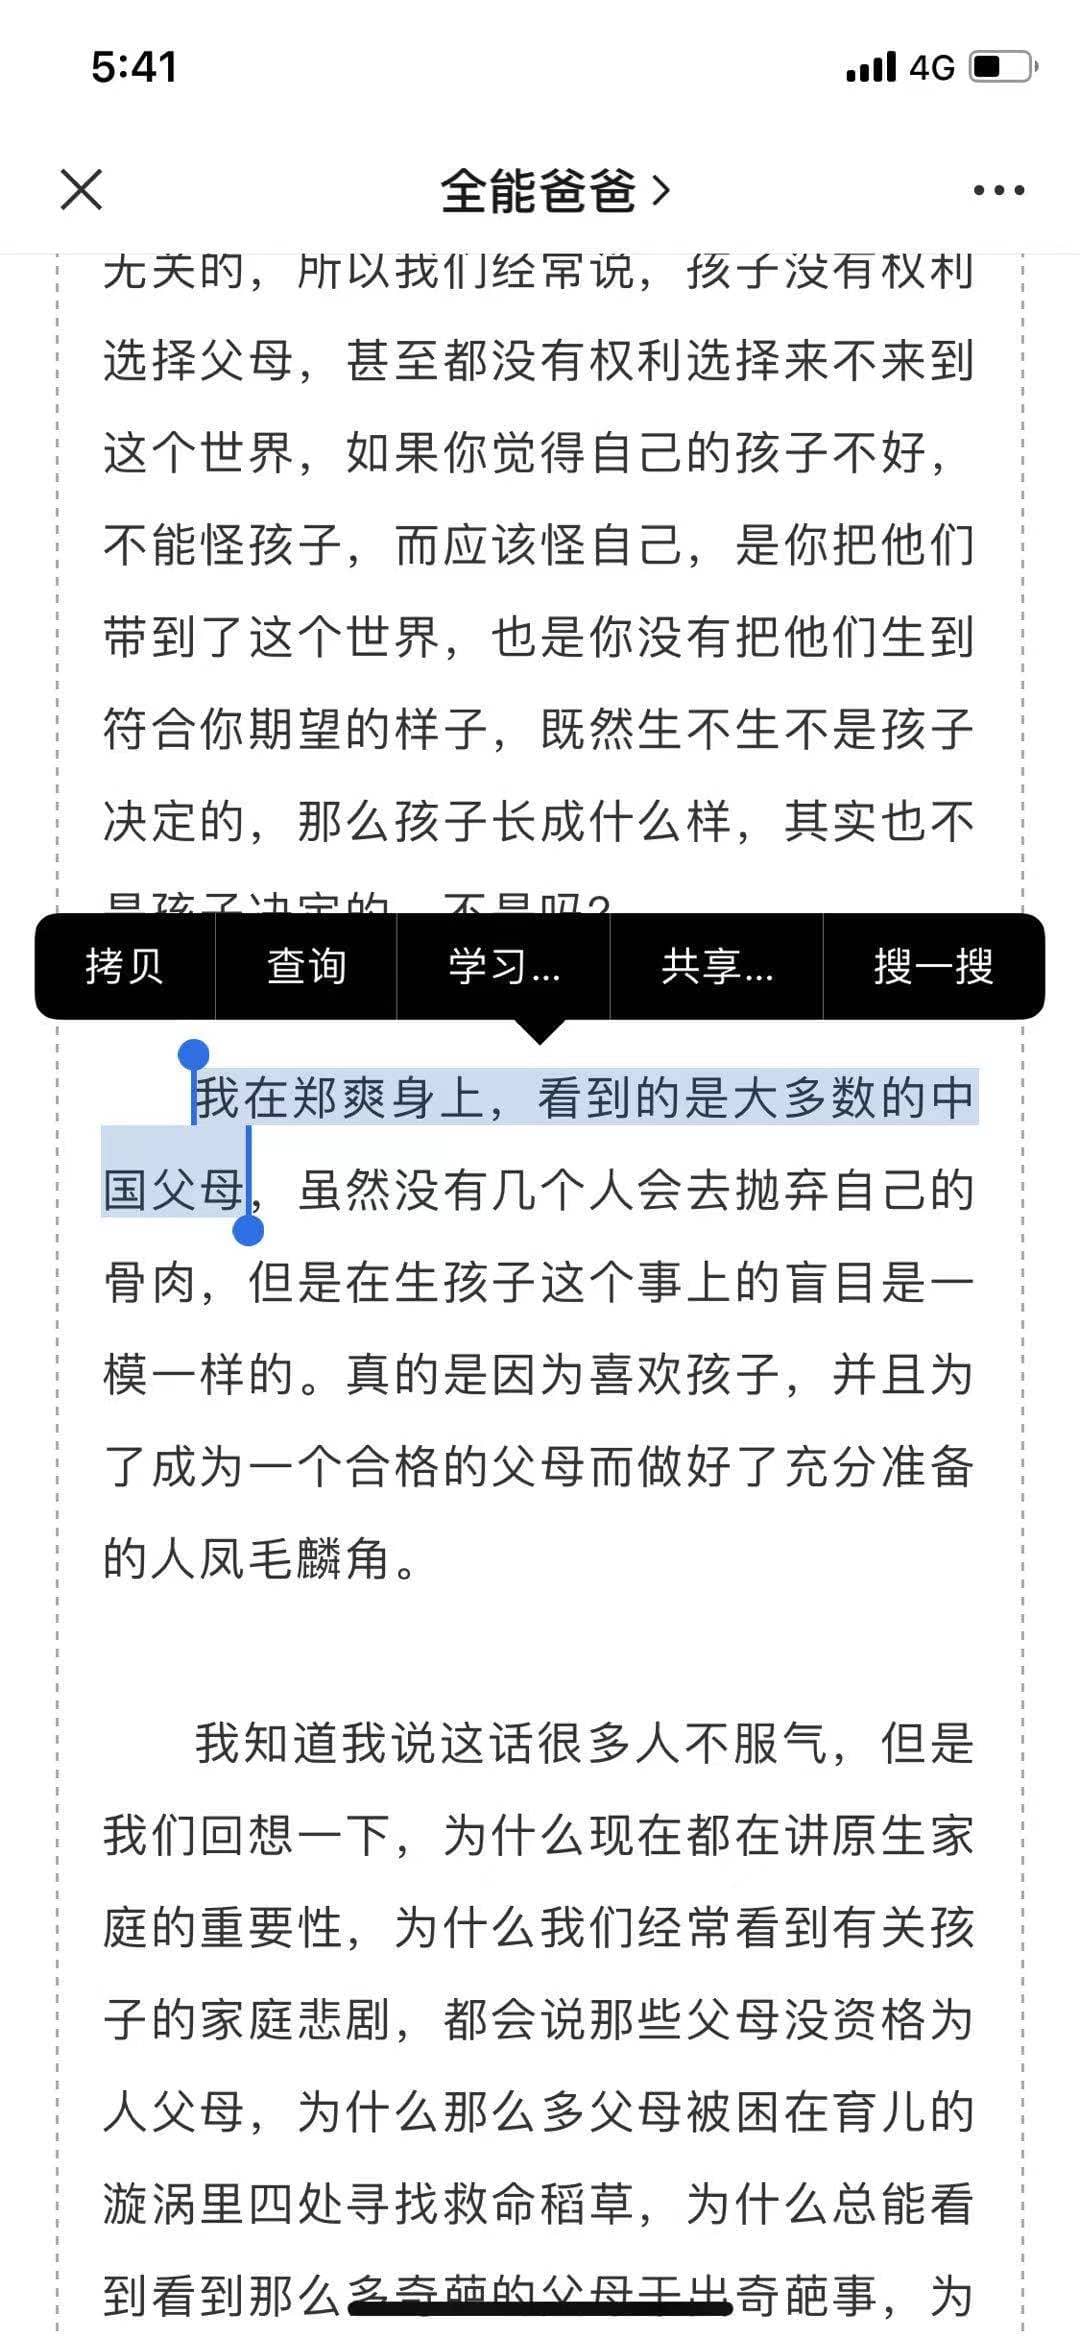 5:41
4G
全能爸爸
无关的，所以我们经常说，孩子没有权利
选择父母，甚至都没有权利选择来不来到
这个世界，如果你觉得自己的孩子不好，
不能怪孩子，而应该怪自己，是你把他们
带到了这个世界，也是你没有把他们生到
符合你期望的样子，既然生不生不是孩子
决定的，那么孩子长成什么样，其实也不
是孩子决定的，不是吗？
拷贝 查询 学习... 共享... 搜一搜
我在郑爽身上，看到的是大多数的中
国父母，虽然没有几个人会去抛弃自己的
骨肉，但是在生孩子这个事上的盲目是一
模一样的。真的是因为喜欢孩子，并且为
了成为一个合格的父母而做好了充分准备
的人凤毛麟角。
我知道我说这话很多人不服气，但是
我们回想一下，为什么现在都在讲原生家
庭的重要性，为什么我们经常看到有关孩
子的家庭悲剧，都会说那些父母没资格为
人父母，为什么那么多父母被困在育儿的
漩涡里四处寻找救命稻草，为什么总能看
到看到那么多奇葩的父母干出奇葩事，为